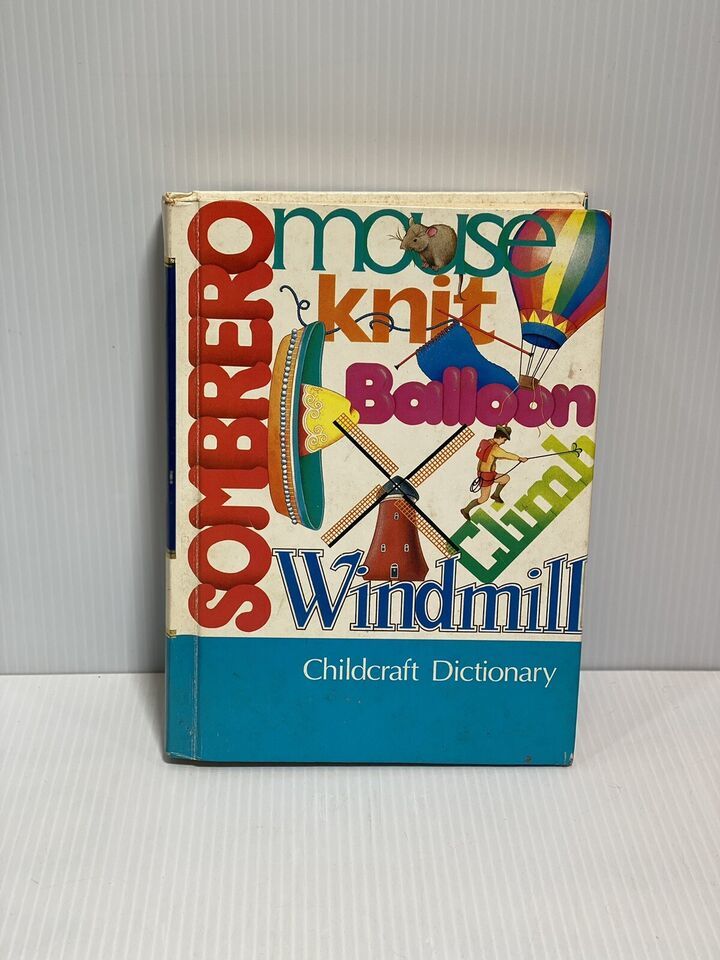 SOMBRERO
mouse
knit
Balloon
Climb
Windmill
Childcraft Dictionary